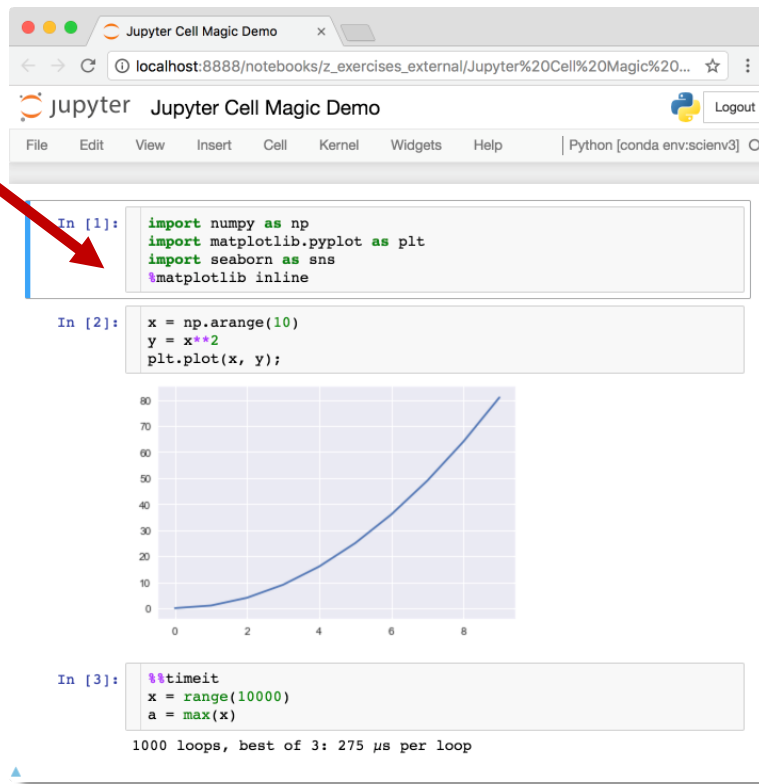 Jupyter Cell Magic Demo ×
localhost:8888/notebooks/z_exercises_external/Jupyter%20Cell%20Magic%20...
jupyter Jupyter Cell Magic Demo Logout
File Edit View Insert Cell Kernel Widgets Help Python [conda env:scienv3]
In [1]: import numpy as np
import matplotlib.pyplot as plt
import seaborn as sns
%matplotlib inline
In [2]: x = np.arange(10)
y = x**2
plt.plot(x, y);
80
70
60
50
40
30
20
10
0
0 2 4 6 8
In [3]: %%timeit
x = range(10000)
a = max(x)
1000 loops, best of 3: 275 µs per loop